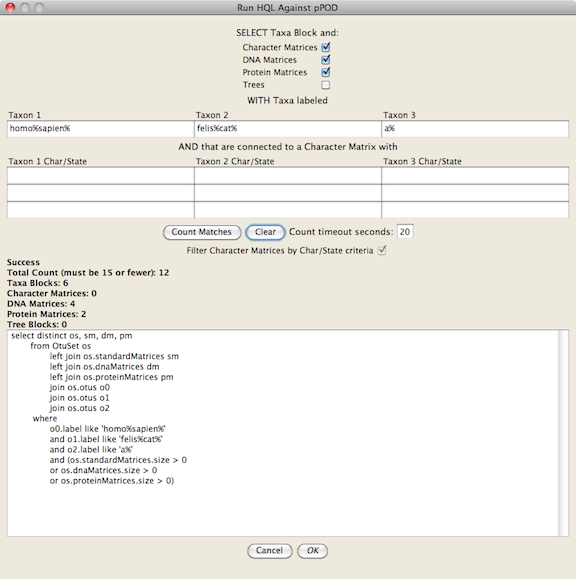 Run HQL Against pPOD
SELECT Taxa Block and:
Character Matrices
DNA Matrices
Protein Matrices
Trees
WITH Taxa labeled
Taxon 1 Taxon 2 Taxon 3
homo%sapien% felis%cat% a%
AND that are connected to a Character Matrix with
Taxon 1 Char/State Taxon 2 Char/State Taxon 3 Char/State
Count Matches Clear Count timeout seconds: 20
Filter Character Matrices by Char/State criteria
Success
Total Count (must be 15 or fewer): 12
Taxa Blocks: 6
Character Matrices: 0
DNA Matrices: 4
Protein Matrices: 2
Tree Blocks: 0
select distinct os, sm, dm, pm
from OtuSet os
left join os.standardMatrices sm
left join os.dnaMatrices dm
left join os.proteinMatrices pm
join os.otus o0
join os.otus o1
join os.otus o2
where
o0.label like 'homo%sapien%'
and o1.label like 'felis%cat%'
and o2.label like 'a%'
and (os.standardMatrices.size > 0
or os.dnaMatrices.size > 0
or os.proteinMatrices.size > 0)
Cancel OK